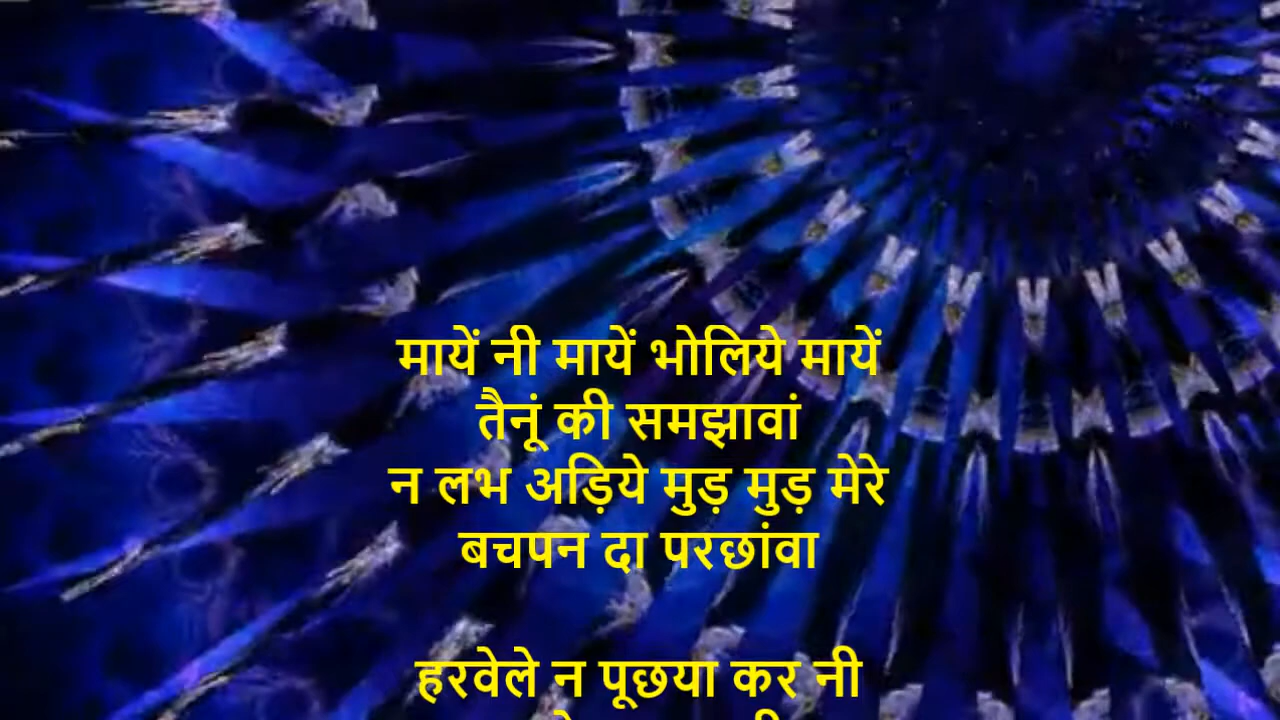 मायें नी मायें भोलिये मायें
तैनूं की समझावां
न लभ अड़िये मुड़ मुड़ मेरे
बचपन दा परछांवा
हरवेले न पूछया कर नी